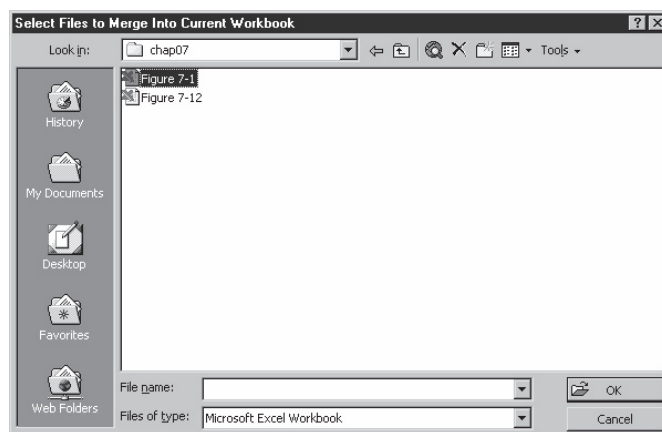 Select Files to Merge Into Current Workbook
Look in: chap07 Tools
Figure 7-1
Figure 7-12
History
My Documents
Desktop
Favorites
Web Folders
File name: OK
Files of type: Microsoft Excel Workbook Cancel